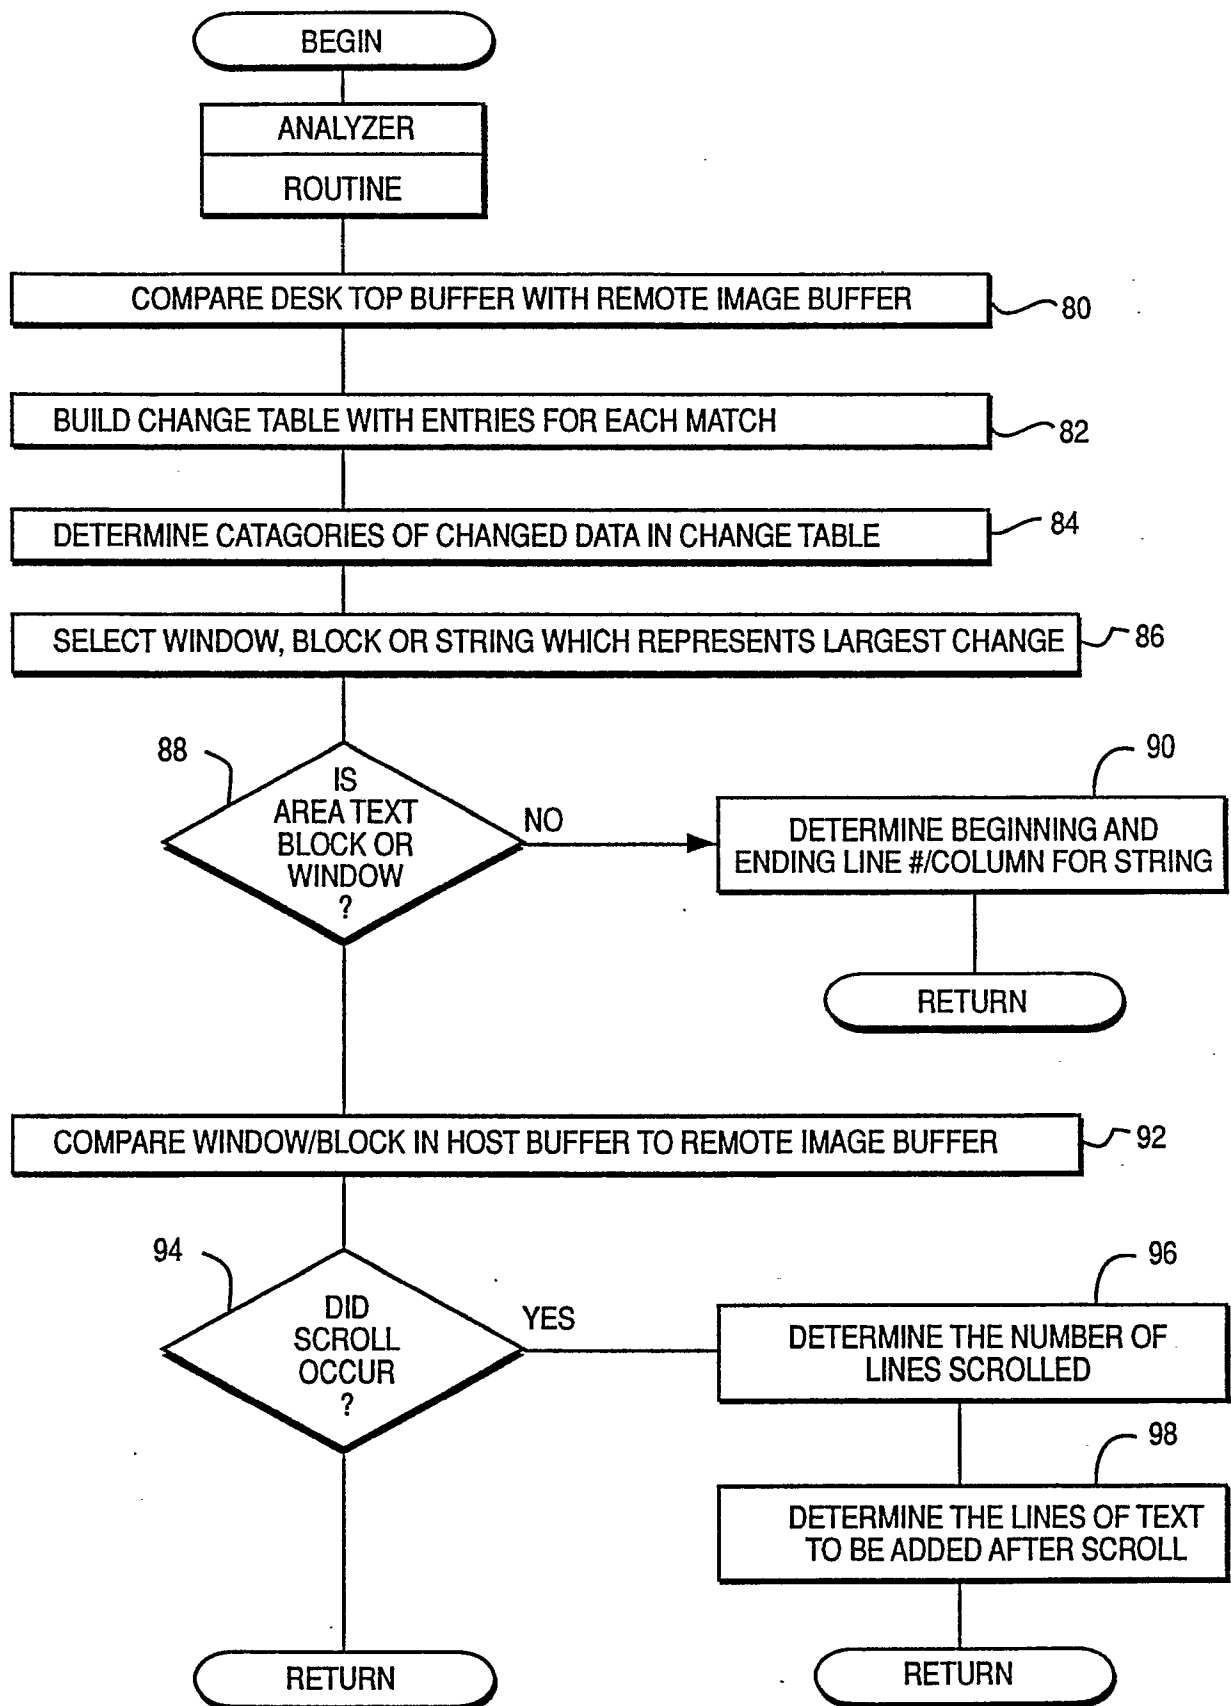 BEGIN
ANALYZER
ROUTINE
COMPARE DESK TOP BUFFER WITH REMOTE IMAGE BUFFER
80
BUILD CHANGE TABLE WITH ENTRIES FOR EACH MATCH
82
DETERMINE CATAGORIES OF CHANGED DATA IN CHANGE TABLE
84
SELECT WINDOW, BLOCK OR STRING WHICH REPRESENTS LARGEST CHANGE
86
88
IS
AREA TEXT
BLOCK OR
WINDOW
?
NO
90
DETERMINE BEGINNING AND
ENDING LINE #/COLUMN FOR STRING
RETURN
COMPARE WINDOW/BLOCK IN HOST BUFFER TO REMOTE IMAGE BUFFER
92
94
DID
SCROLL
OCCUR
?
YES
96
DETERMINE THE NUMBER OF
LINES SCROLLED
98
DETERMINE THE LINES OF TEXT
TO BE ADDED AFTER SCROLL
RETURN
RETURN